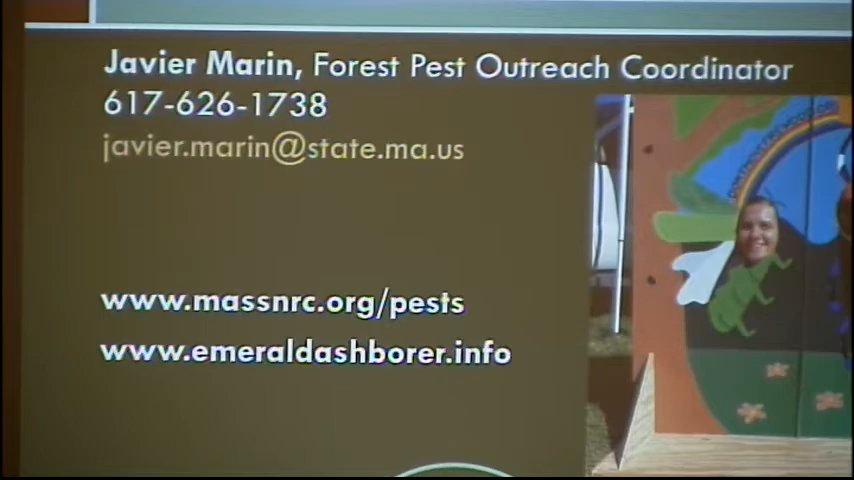 Javier Marin, Forest Pest Outreach Coordinator
617-626-1738
javier.marin@state.ma.us
www.massnrc.org/pests
www.emeraldashborer.info